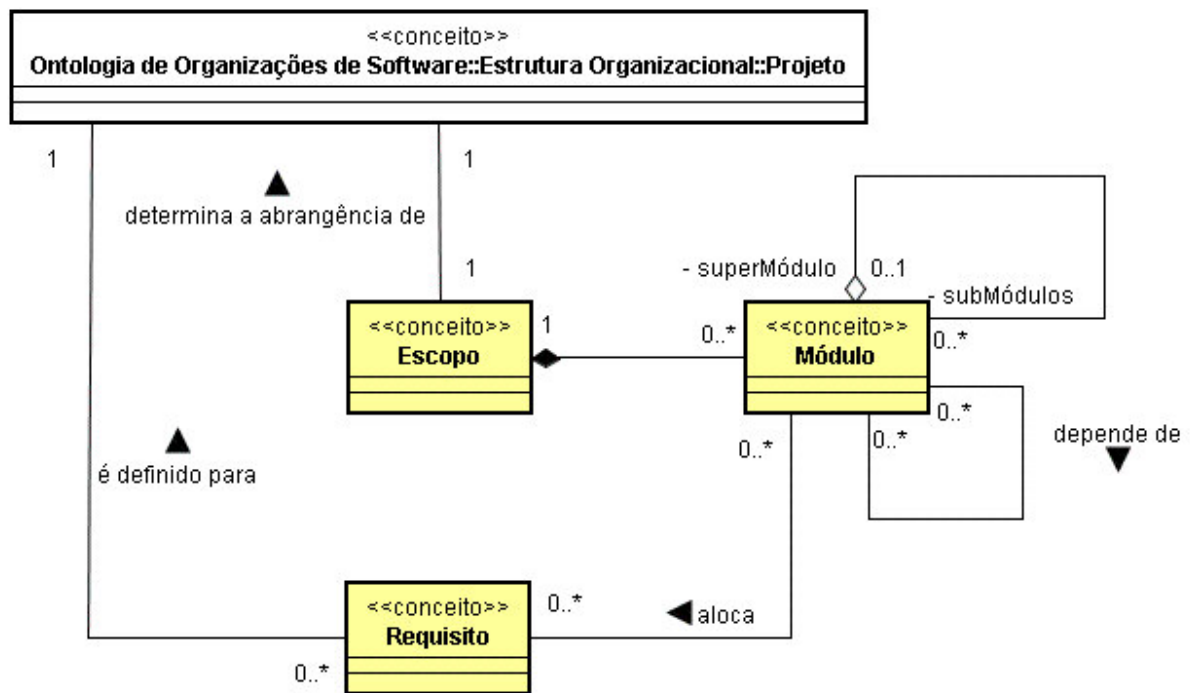 <<conceito>>
Ontologia de Organizações de Software::Estrutura Organizacional::Projeto
1
1
determina a abrangência de
1
- superMódulo
0..1
- subMódulos
<<conceito>>
Escopo
1
0..*
<<conceito>>
Módulo
0..*
0..*
0..*
0..*
depende de
é definido para
<<conceito>>
Requisito
0..*
aloca
0..*